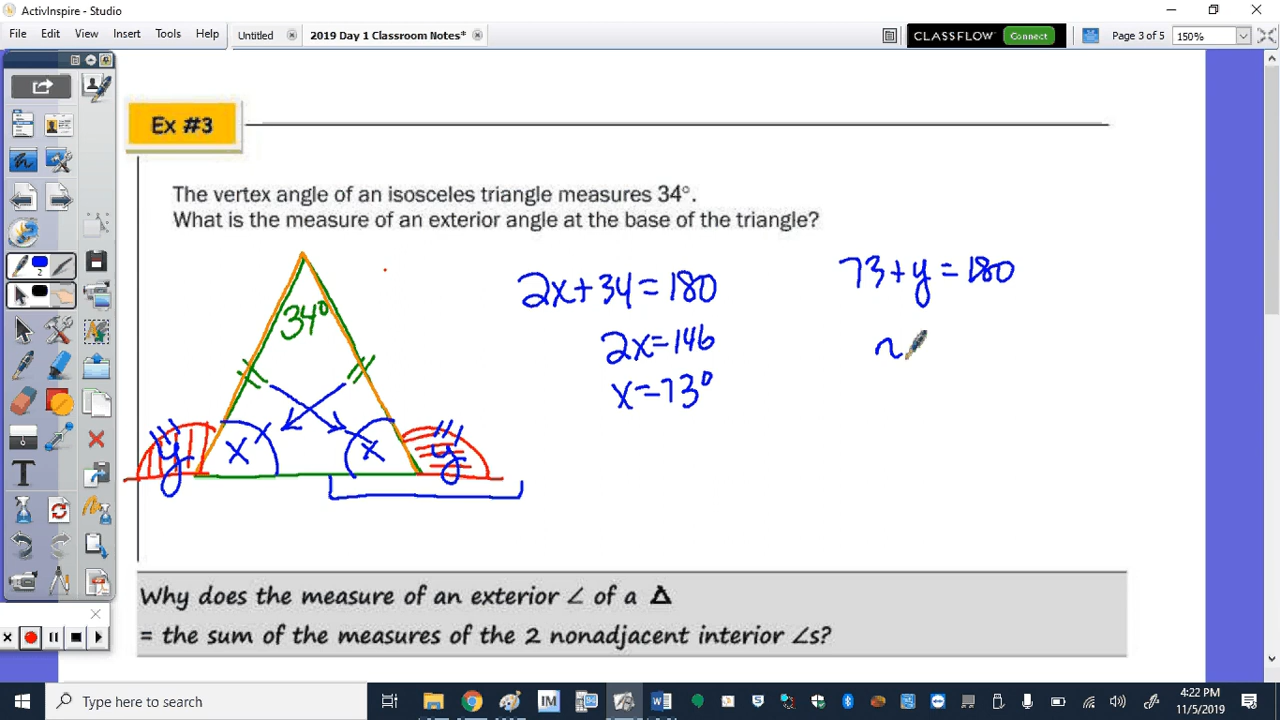 ActivInspire - Studio
File Edit View Insert Tools Help
Untitled
2019 Day 1 Classroom Notes*
CLASSFLOW Connect
Page 3 of 5
150%
Ex #3
The vertex angle of an isosceles triangle measures 34°.
What is the measure of an exterior angle at the base of the triangle?
34°
y x x y
2x+34=180
2x=146
x=73°
73+y=180
Why does the measure of an exterior ∠ of a Δ
= the sum of the measures of the 2 nonadjacent interior ∠s?
Type here to search
4:22 PM
11/5/2019